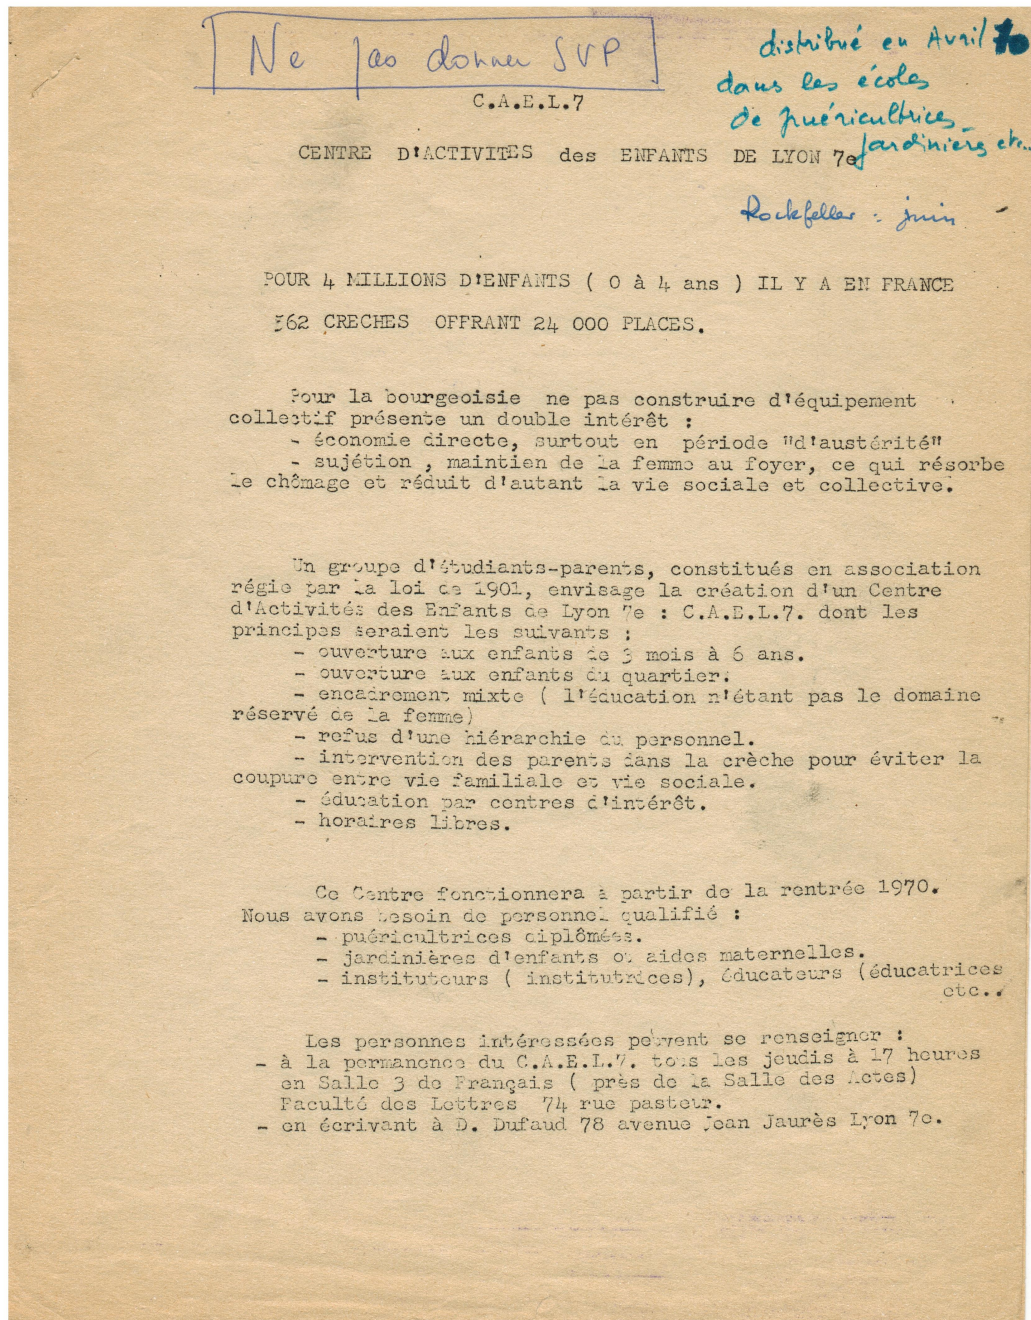 Ne pas donner SVP
distribué en Avril 70
dans les écoles
de puéricultrices
jardinières etc..
C.A.E.L.7
CENTRE D'ACTIVITES des ENFANTS DE LYON 7e
Rockfeller : juin
POUR 4 MILLIONS D'ENFANTS ( 0 à 4 ans ) IL Y A EN FRANCE
562 CRECHES OFFRANT 24 000 PLACES.
Pour la bourgeoisie ne pas construire d'équipement
collectif présente un double intérêt :
- économie directe, surtout en période "d'austérité"
- sujétion , maintien de la femme au foyer, ce qui résorbe
le chômage et réduit d'autant la vie sociale et collective.
Un groupe d'étudiants-parents, constitués en association
régie par la loi de 1901, envisage la création d'un Centre
d'Activités des Enfants de Lyon 7e : C.A.E.L.7. dont les
principes seraient les suivants :
- ouverture aux enfants de 3 mois à 6 ans.
- ouverture aux enfants du quartier.
- encadrement mixte ( l'éducation n'étant pas le domaine
réservé de la femme)
- refus d'une hiérarchie du personnel.
- intervention des parents dans la crèche pour éviter la
coupure entre vie familiale et vie sociale.
- éducation par centres d'intérêt.
- horaires libres.
Ce Centre fonctionnera à partir de la rentrée 1970.
Nous avons besoin de personnel qualifié :
- puéricultrices diplômées.
- jardinières d'enfants ou aides maternelles.
- instituteurs ( institutrices), éducateurs (éducatrices
etc..
Les personnes intéressées peuvent se renseigner :
- à la permanence du C.A.E.L.7. tous les jeudis à 17 heures
en Salle 3 de Français ( près de la Salle des Actes)
Faculté des Lettres 74 rue pasteur.
- en écrivant à D. Dufaud 78 avenue Jean Jaurès Lyon 7e.